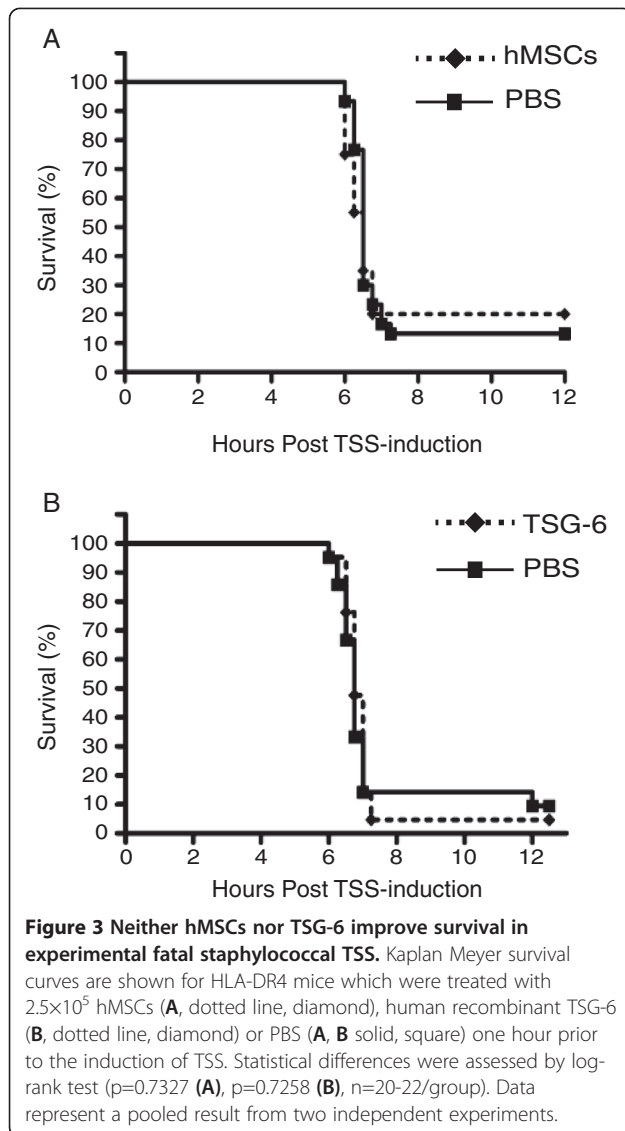 A
hMSCs
PBS
100
90
80
70
60
50
40
30
20
10
0
Survival (%)
0 2 4 6 8 10 12
Hours Post TSS-induction
B
TSG-6
PBS
100
90
80
70
60
50
40
30
20
10
0
Survival (%)
0 2 4 6 8 10 12
Hours Post TSS-induction
Figure 3 Neither hMSCs nor TSG-6 improve survival in
experimental fatal staphylococcal TSS. Kaplan Meyer survival
curves are shown for HLA-DR4 mice which were treated with
2.5×10⁵ hMSCs (A, dotted line, diamond), human recombinant TSG-6
(B, dotted line, diamond) or PBS (A, B solid, square) one hour prior
to the induction of TSS. Statistical differences were assessed by log-
rank test (p=0.7327 (A), p=0.7258 (B), n=20-22/group). Data
represent a pooled result from two independent experiments.